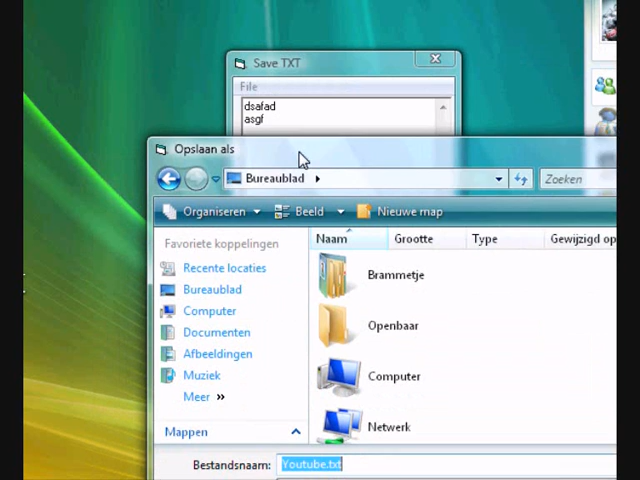 Save TXT
File
dsafad
asgf
Opslaan als
Bureaublad
Zoeken
Organiseren Beeld Nieuwe map
Favoriete koppelingen
Recente locaties
Bureaublad
Computer
Documenten
Afbeeldingen
Muziek
Meer »
Mappen
Naam Grootte Type Gewijzigd op
Brammetje
Openbaar
Computer
Netwerk
Bestandsnaam: Youtube.txt